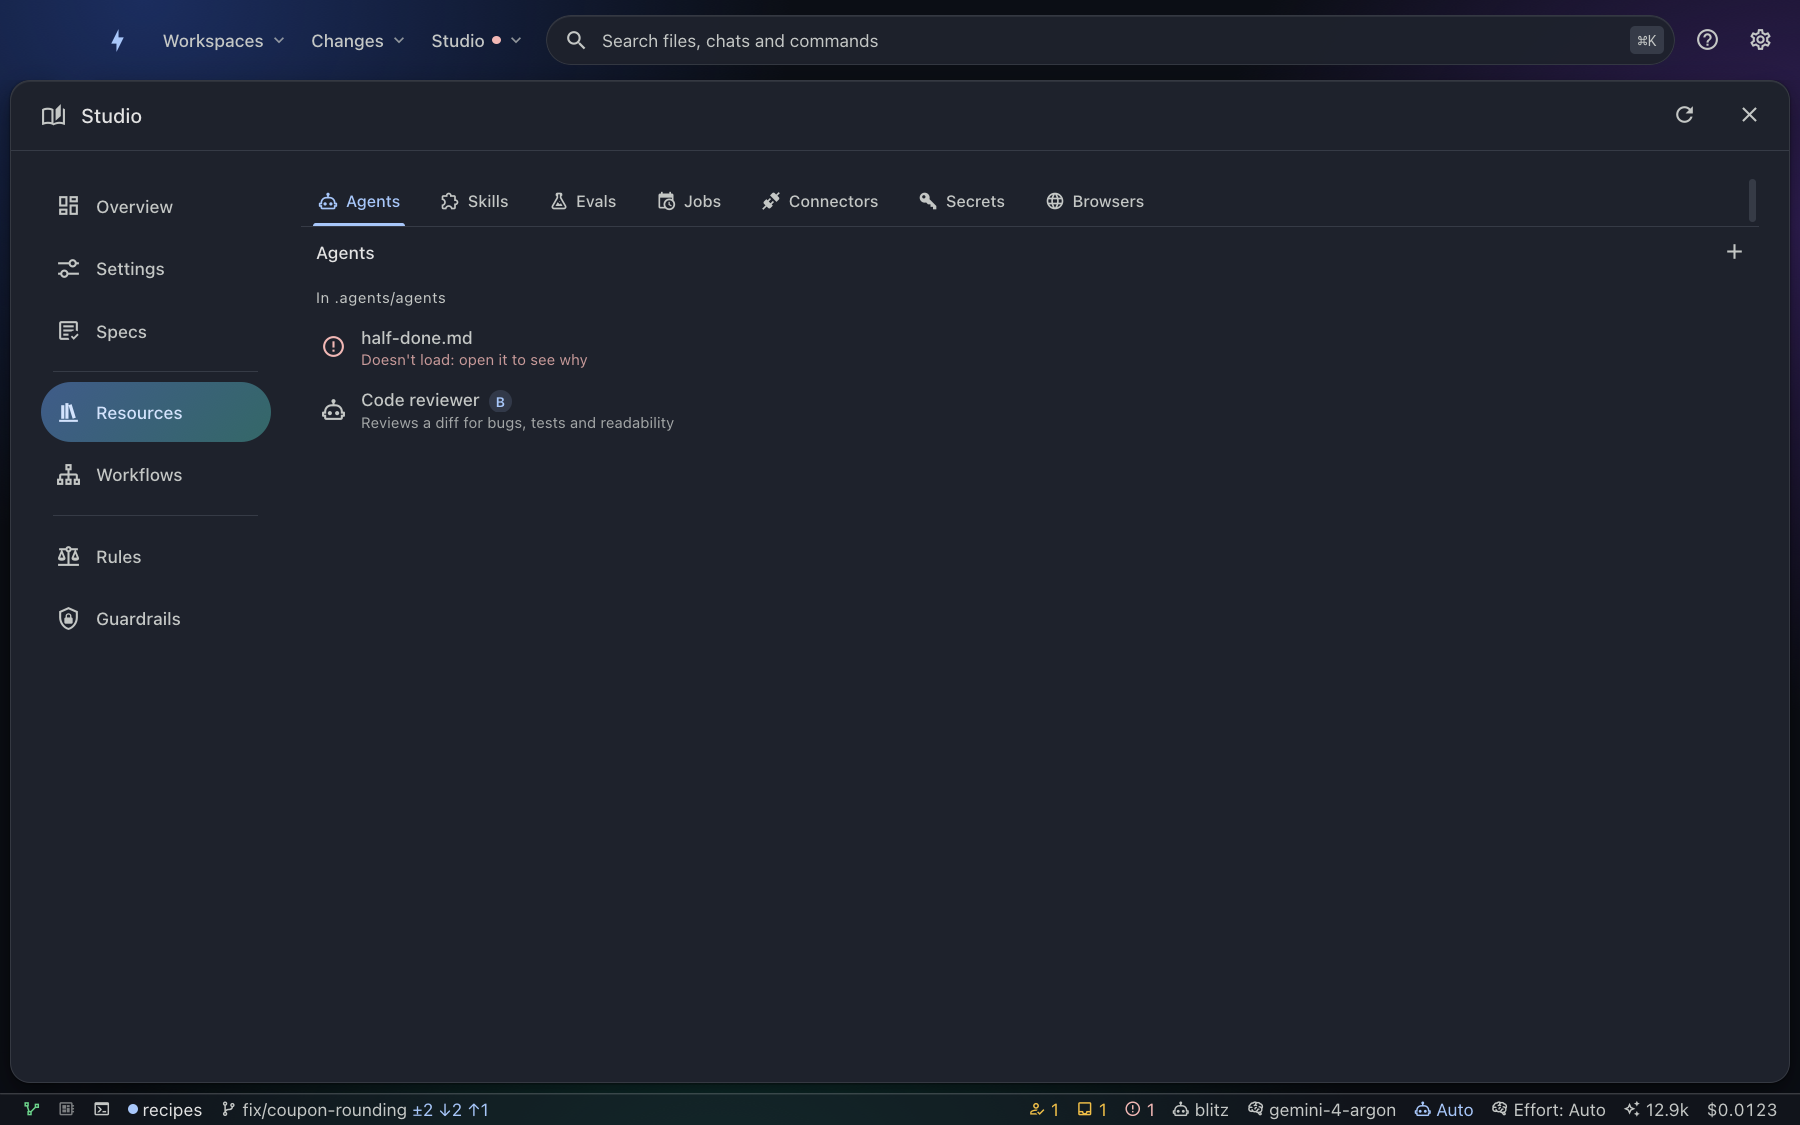 Workspaces Changes Studio Search files, chats and commands ⌘K
Studio
Overview
Settings
Specs
Resources
Workflows
Rules
Guardrails
Agents Skills Evals Jobs Connectors Secrets Browsers
Agents
In .agents/agents
half-done.md
Doesn't load: open it to see why
Code reviewer B
Reviews a diff for bugs, tests and readability
recipes fix/coupon-rounding ±2 ↓2 ↑1 1 1 1 blitz gemini-4-argon Auto Effort: Auto 12.9k $0.0123